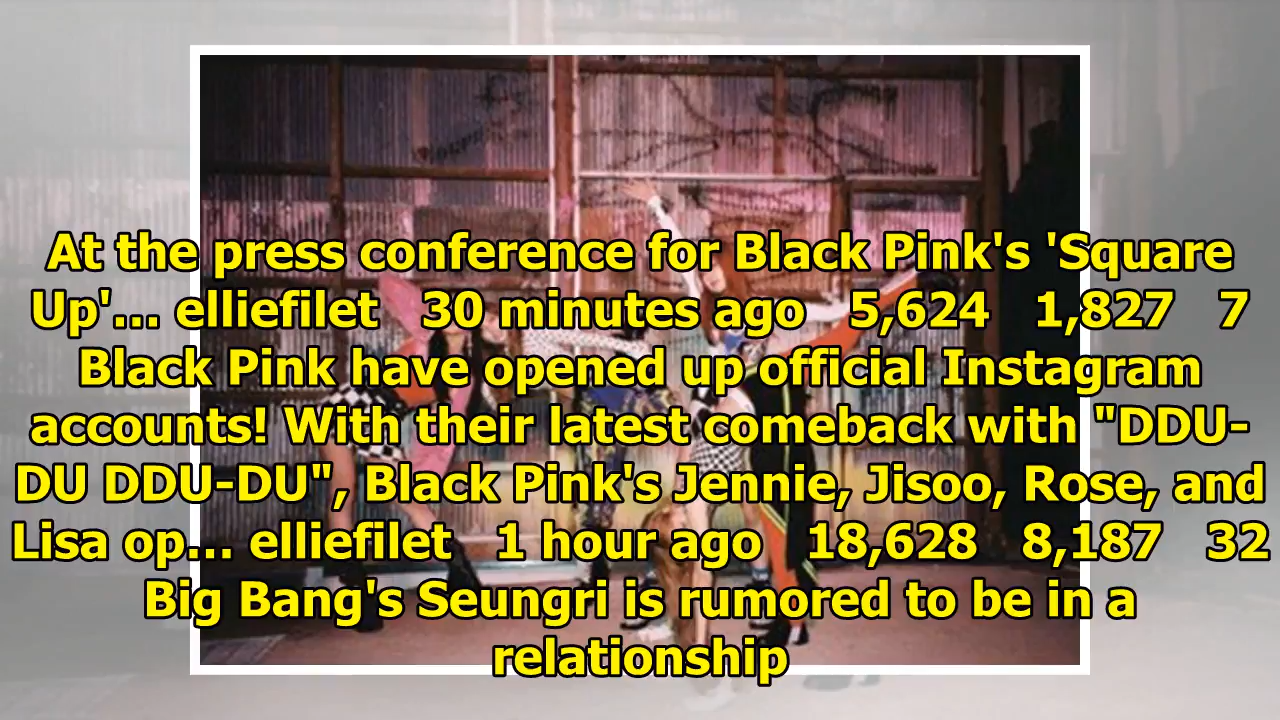 At the press conference for Black Pink's 'Square
Up'... elliefilet 30 minutes ago 5,624 1,827 7
Black Pink have opened up official Instagram
accounts! With their latest comeback with "DDU-
DU DDU-DU", Black Pink's Jennie, Jisoo, Rose, and
Lisa op... elliefilet 1 hour ago 18,628 8,187 32
Big Bang's Seungri is rumored to be in a
relationship